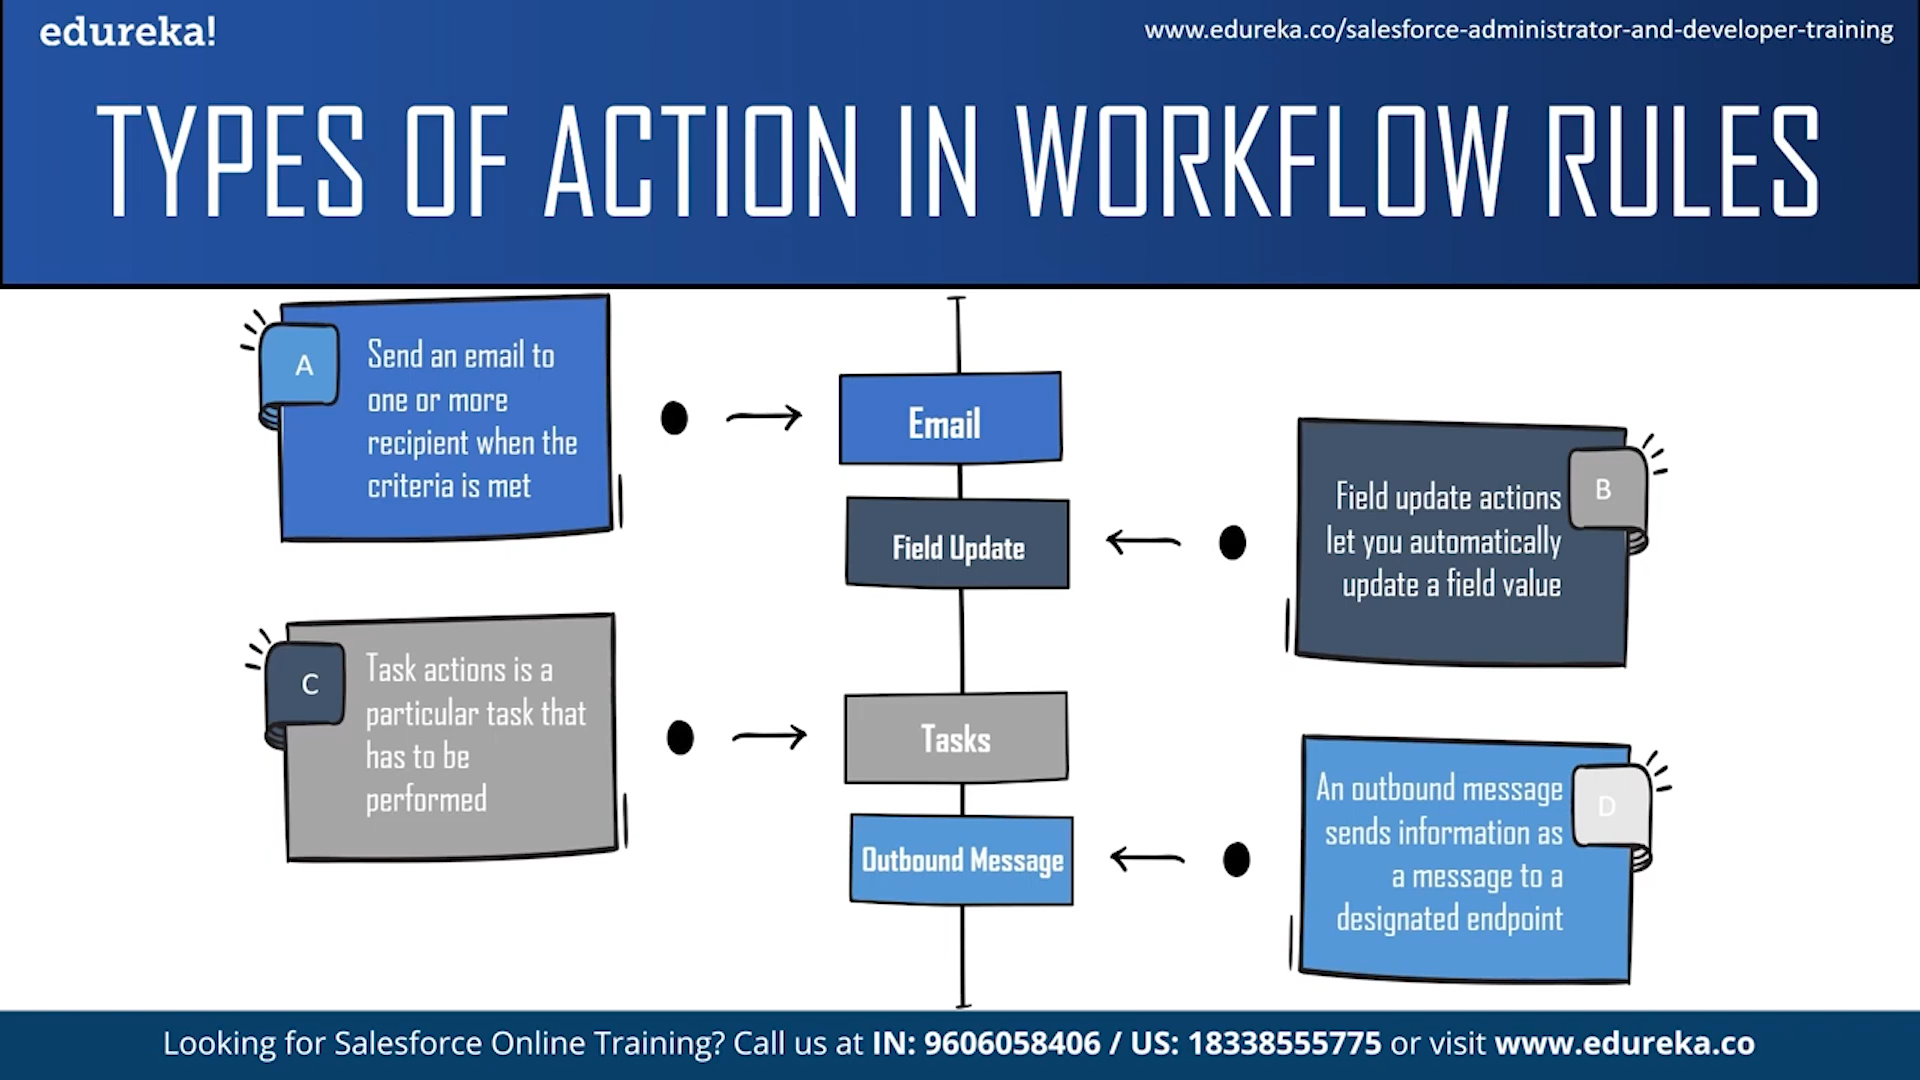 edureka!
www.edureka.co/salesforce-administrator-and-developer-training
TYPES OF ACTION IN WORKFLOW RULES
A
Send an email to
one or more
recipient when the
criteria is met
Email
B
Field update actions
let you automatically
update a field value
Field Update
C
Task actions is a
particular task that
has to be
performed
Tasks
D
An outbound message
sends information as
a message to a
designated endpoint
Outbound Message
Looking for Salesforce Online Training? Call us at IN: 9606058406 / US: 18338555775 or visit www.edureka.co